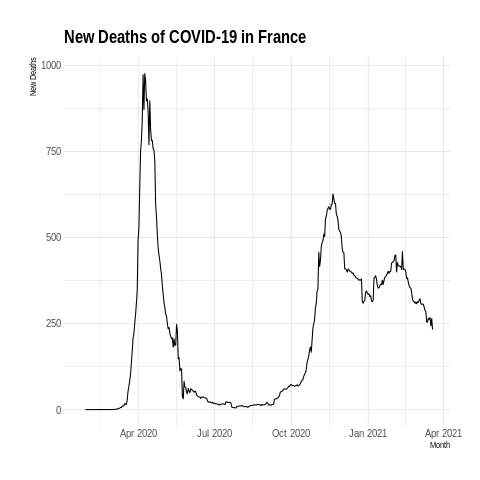 New Deaths of COVID-19 in France
New Deaths
1000
750
500
250
0
Apr 2020 Jul 2020 Oct 2020 Jan 2021 Apr 2021
Month